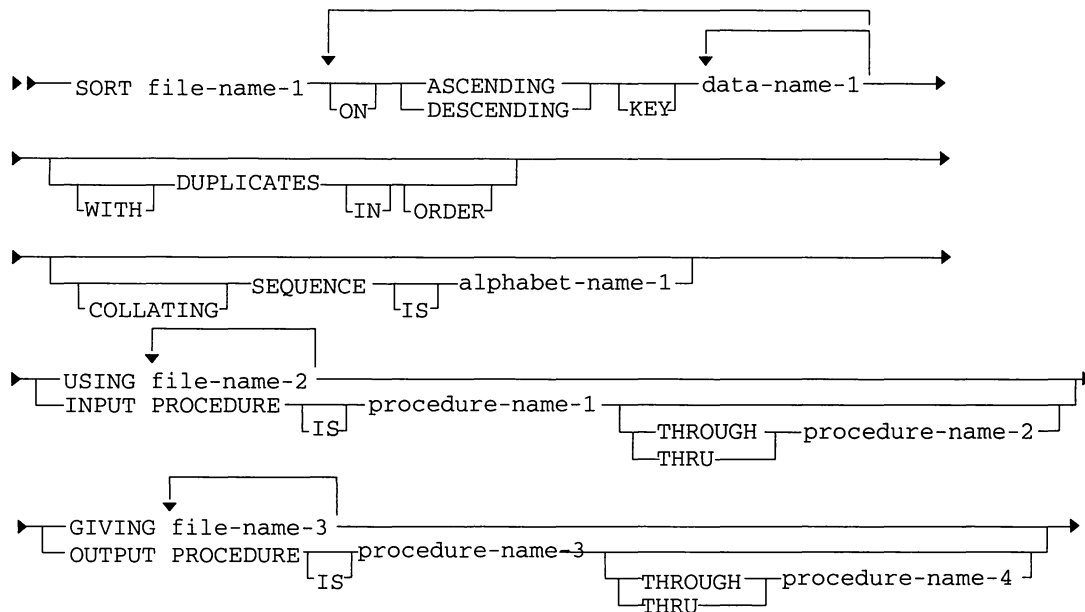 SORT file-name-1 ON ASCENDING KEY data-name-1
DESCENDING
WITH DUPLICATES IN ORDER
COLLATING SEQUENCE IS alphabet-name-1
USING file-name-2
INPUT PROCEDURE IS procedure-name-1 THROUGH procedure-name-2
THRU
GIVING file-name-3
OUTPUT PROCEDURE IS procedure-name-3 THROUGH procedure-name-4
THRU